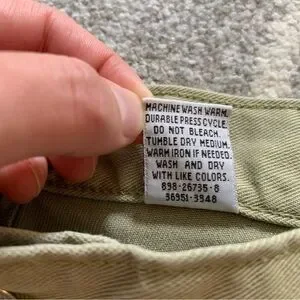 MACHINE WASH WARM,
DURABLE PRESS CYCLE.
DO NOT BLEACH.
TUMBLE DRY MEDIUM.
WARM IRON IF NEEDED.
WASH AND DRY
WITH LIKE COLORS.
898-26735-8
36951-3948